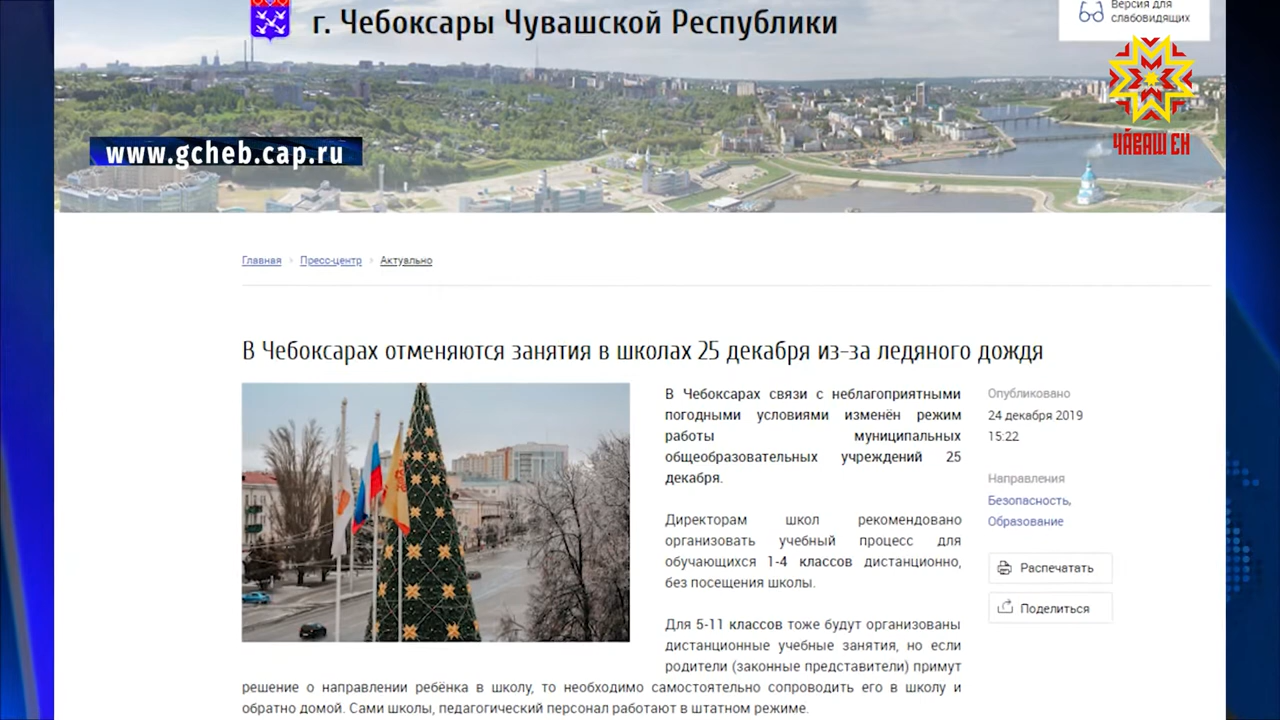 г. Чебоксары Чувашской Республики
Версия для
слабовидящих
ЧӐВАШ ЕН
www.gcheb.cap.ru
Главная › Пресс-центр › Актуально
В Чебоксарах отменяются занятия в школах 25 декабря из-за ледяного дождя
В Чебоксарах связи с неблагоприятными
погодными условиями изменён режим
работы муниципальных
общеобразовательных учреждений 25
декабря.
Директорам школ рекомендовано
организовать учебный процесс для
обучающихся 1-4 классов дистанционно,
без посещения школы.
Для 5-11 классов тоже будут организованы
дистанционные учебные занятия, но если
родители (законные представители) примут
решение о направлении ребёнка в школу, то необходимо самостоятельно сопроводить его в школу и
обратно домой. Сами школы, педагогический персонал работают в штатном режиме.
Опубликовано
24 декабря 2019
15:22
Направления
Безопасность,
Образование
Распечатать
Поделиться